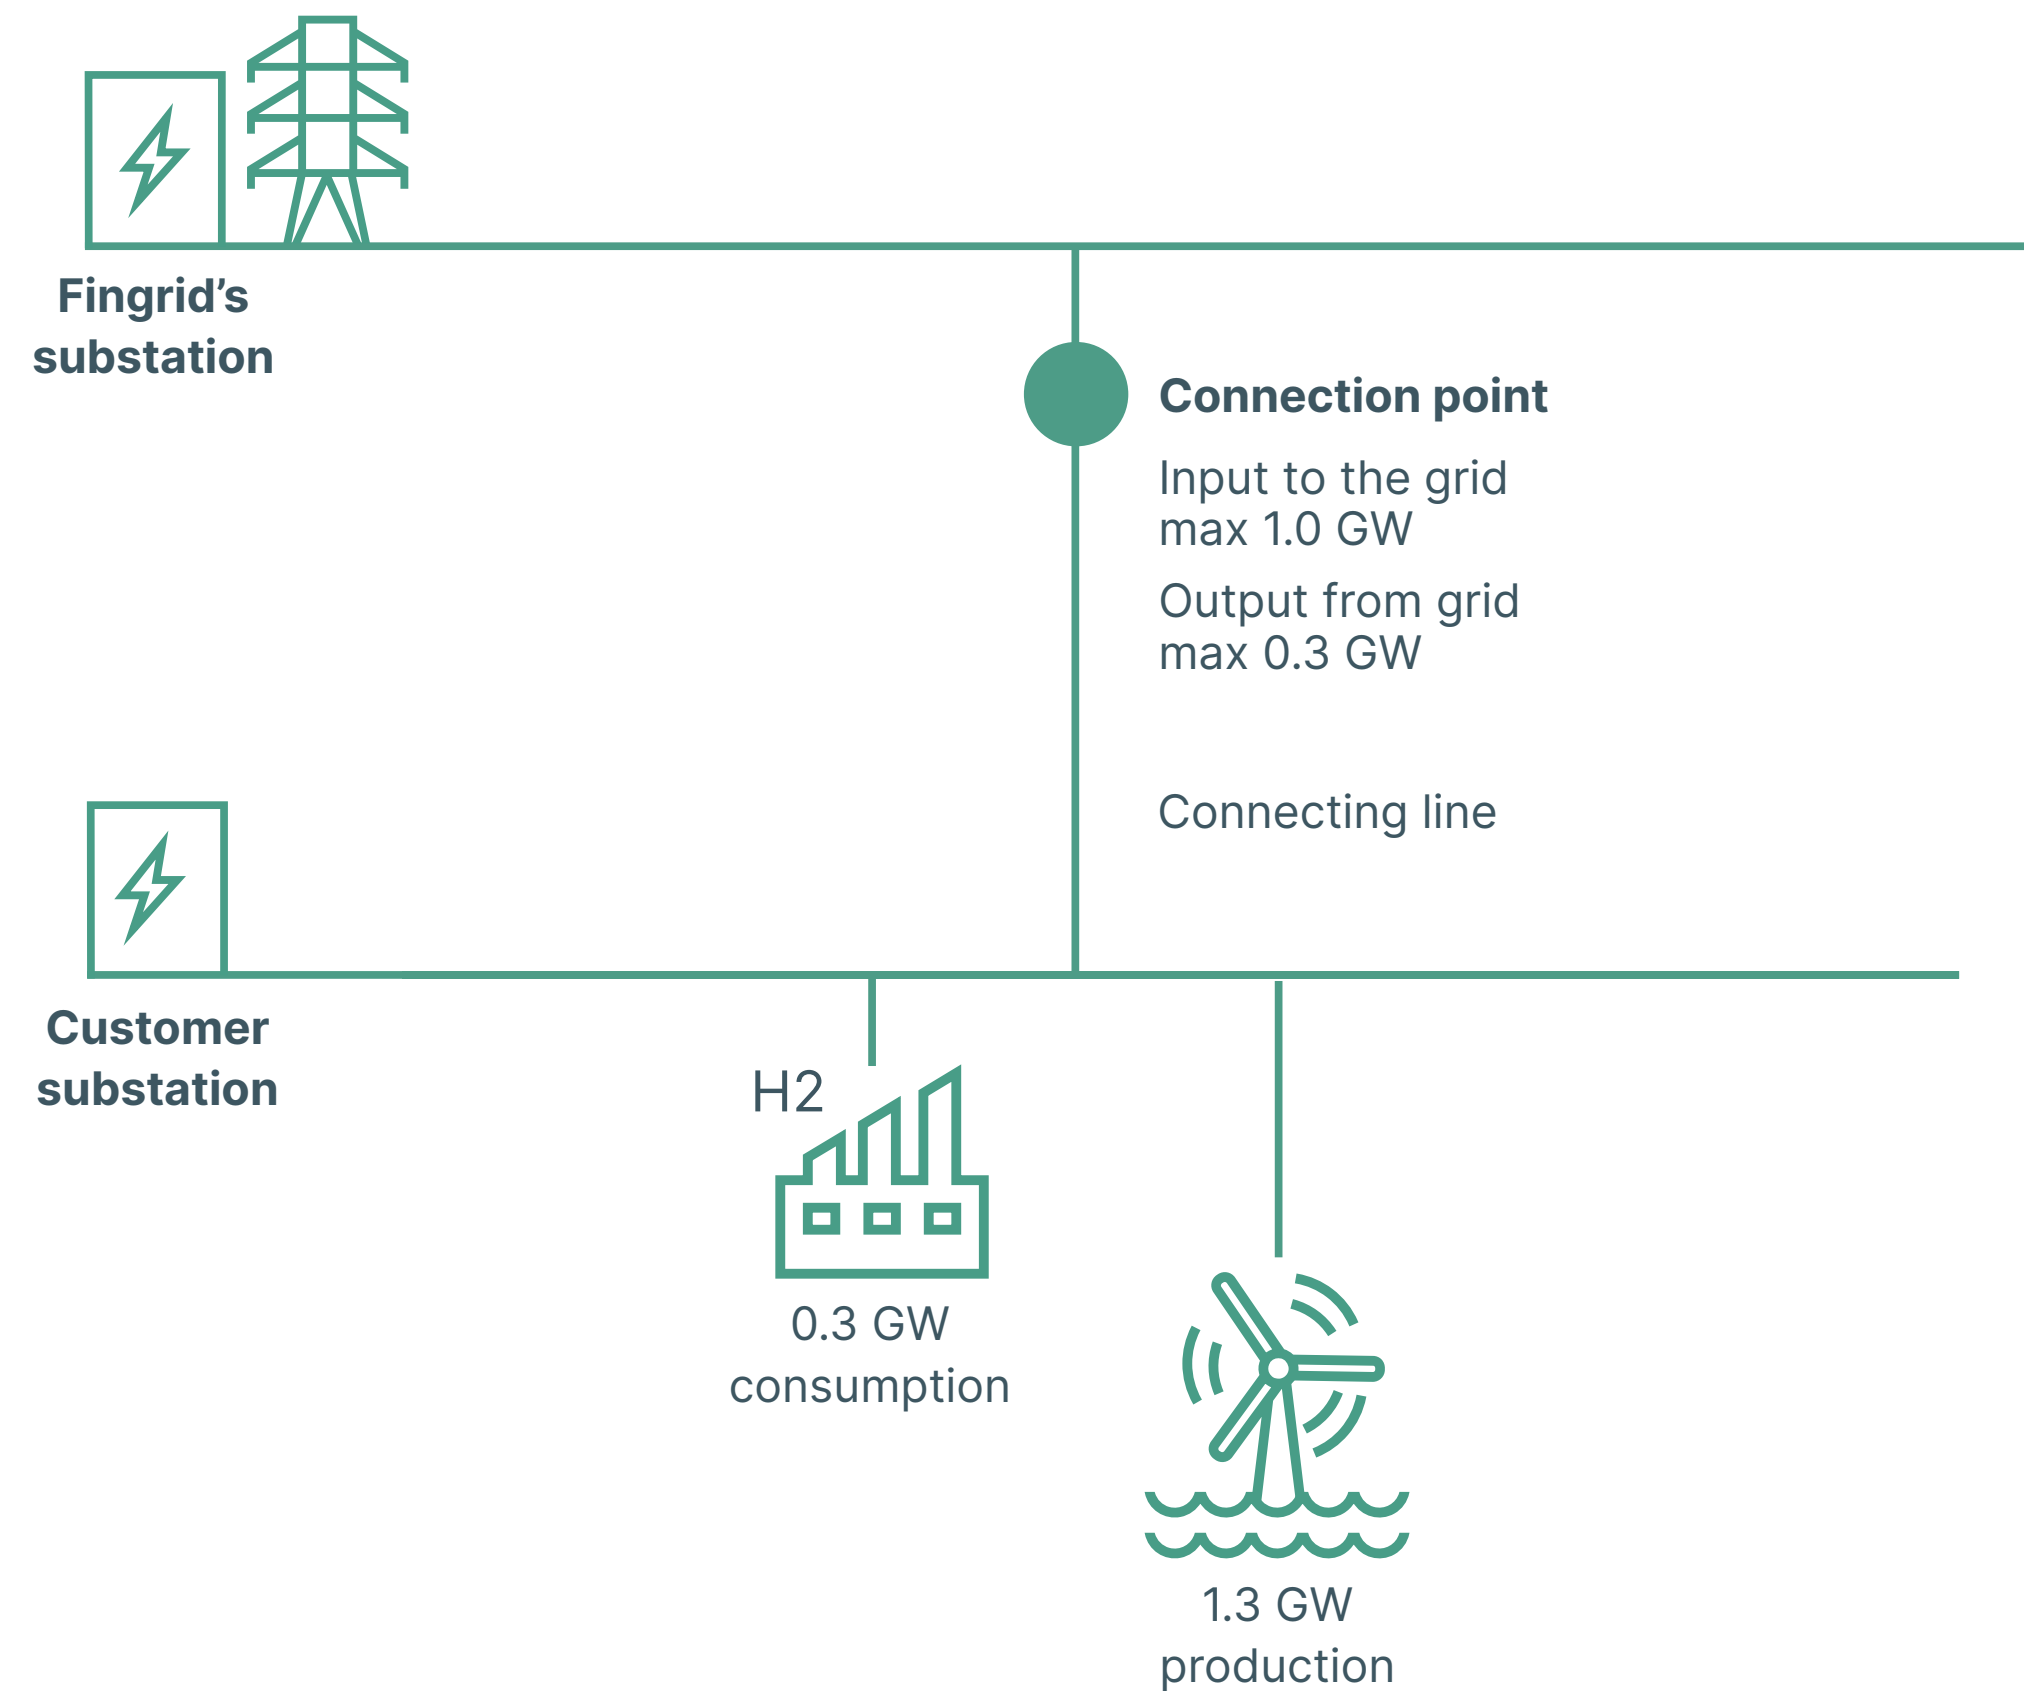 Fingrid’s
substation
Connection point
Input to the grid
max 1.0 GW
Output from grid
max 0.3 GW
Connecting line
Customer
substation
H2
0.3 GW
consumption
1.3 GW
production